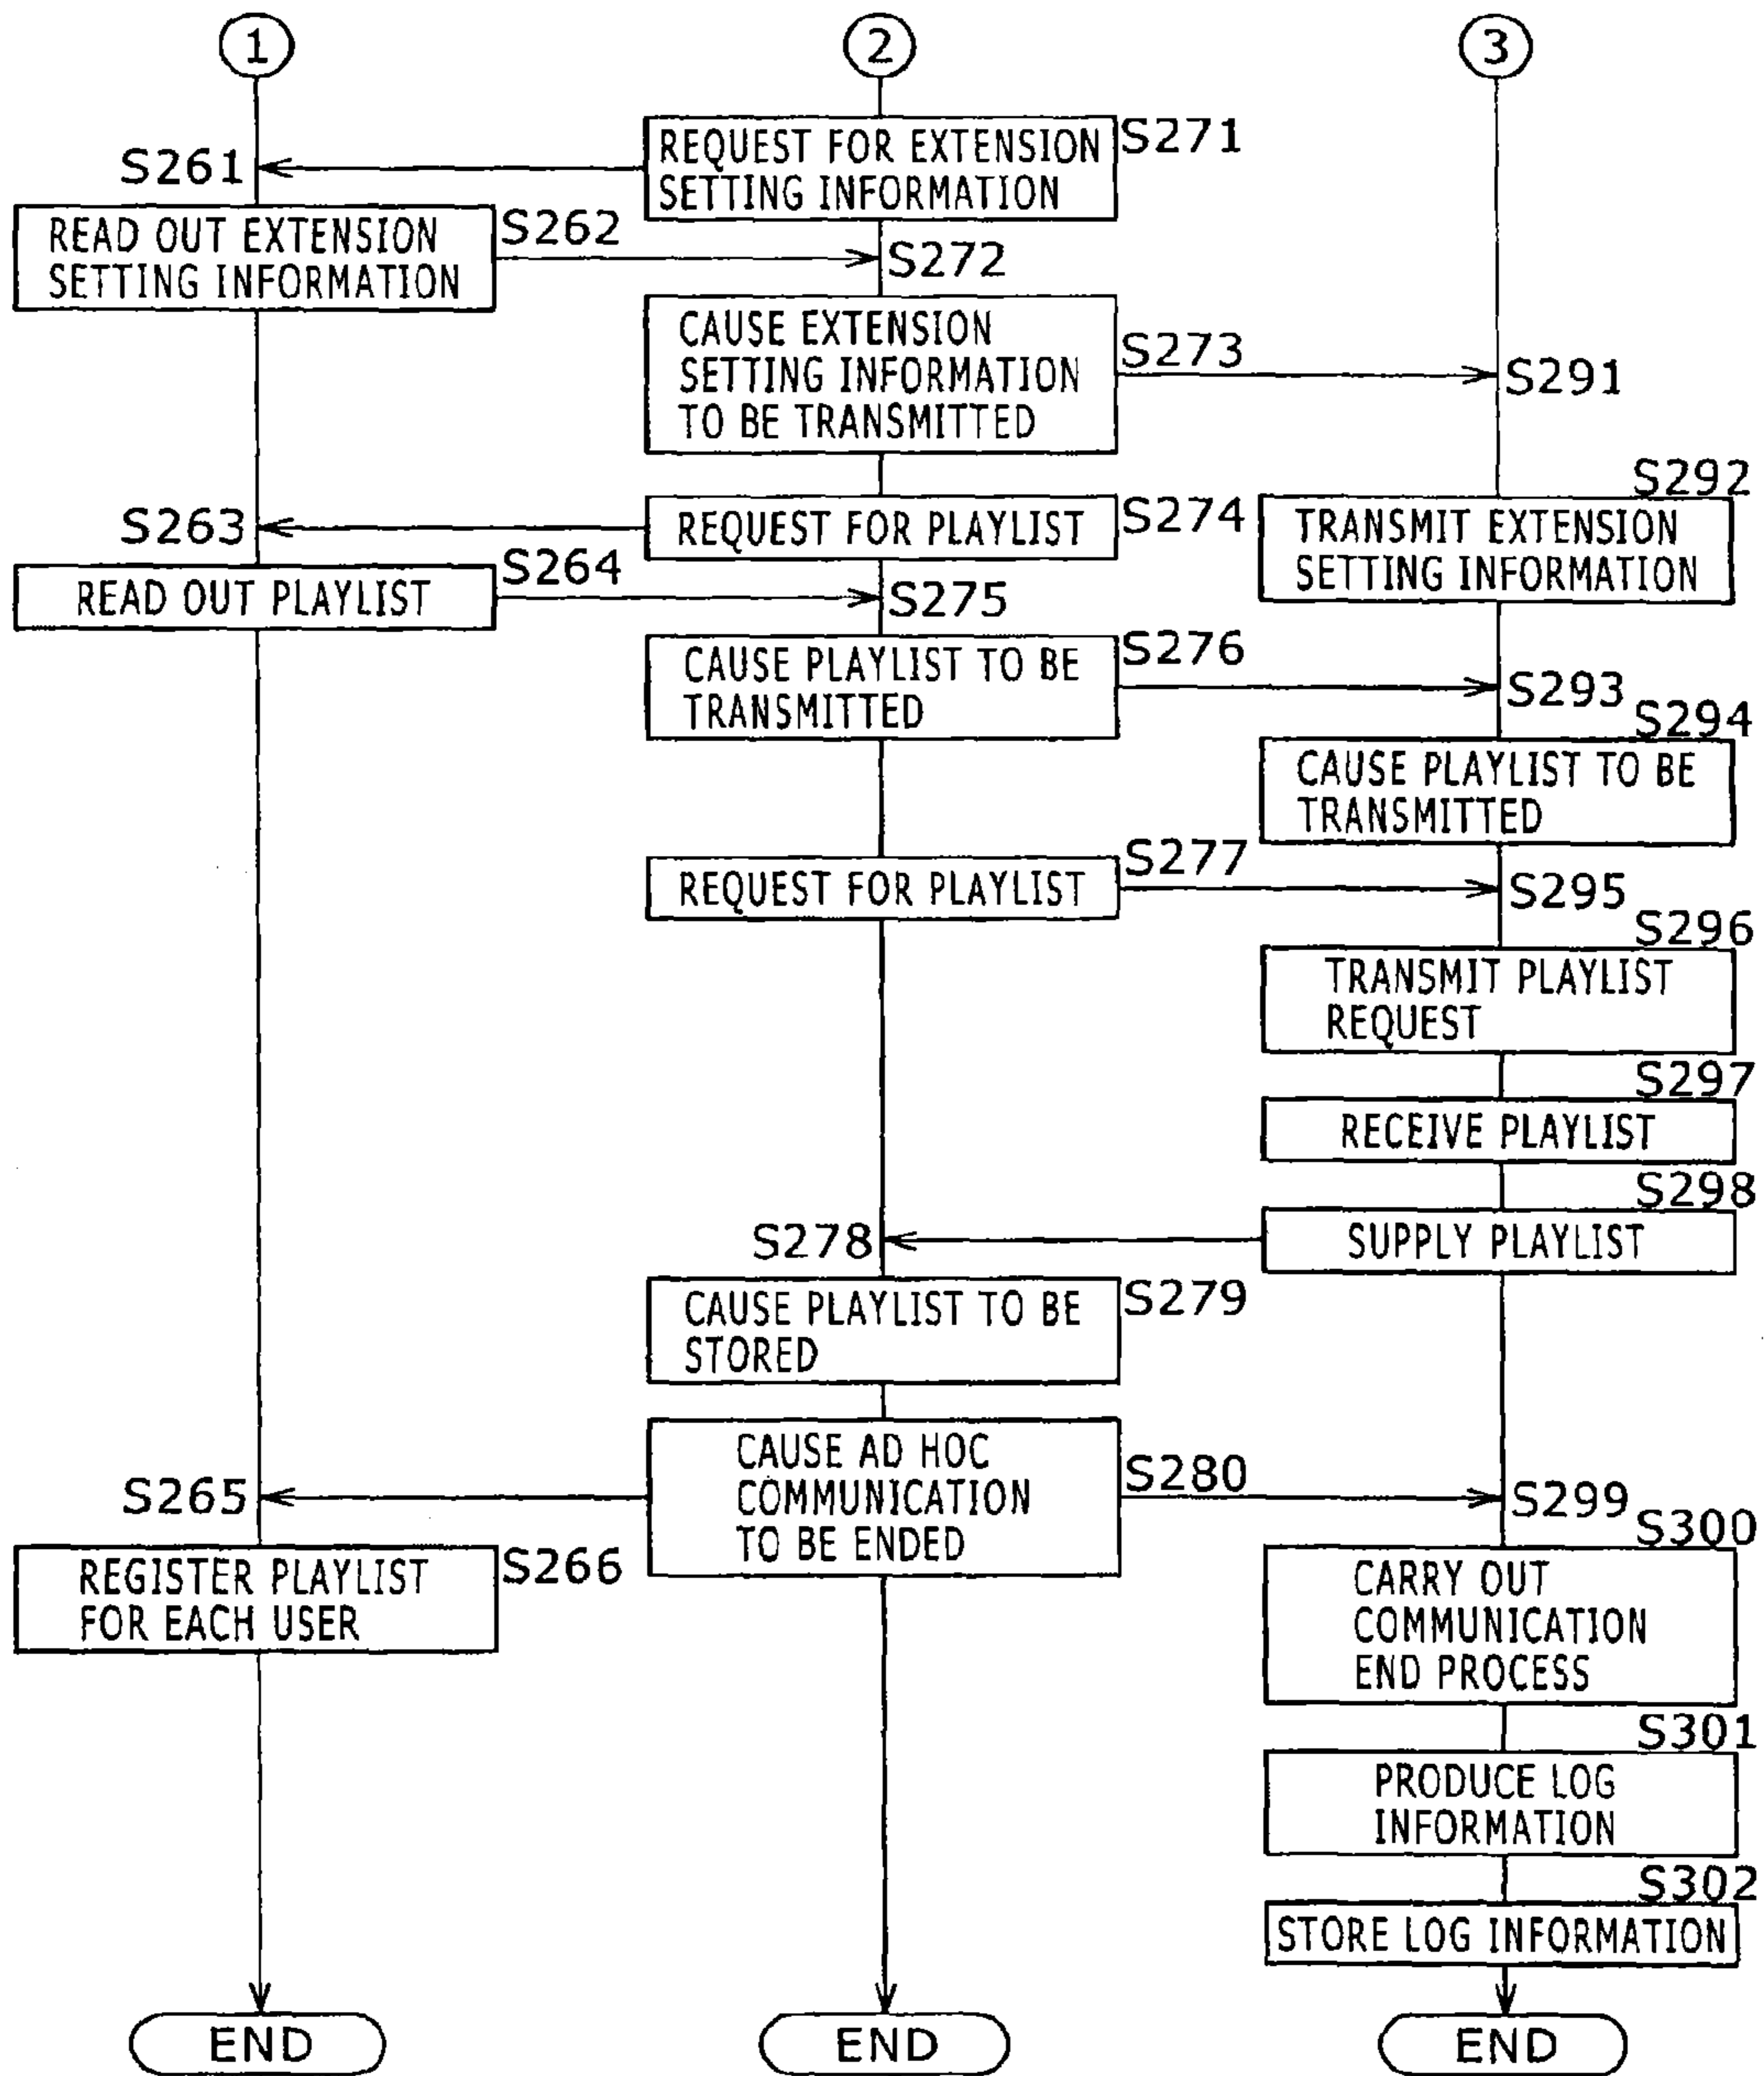 1
2
3
S271
REQUEST FOR EXTENSION
SETTING INFORMATION
S261
READ OUT EXTENSION
SETTING INFORMATION
S262
S272
CAUSE EXTENSION
SETTING INFORMATION
TO BE TRANSMITTED
S273
S291
S292
TRANSMIT EXTENSION
SETTING INFORMATION
S263
REQUEST FOR PLAYLIST
S274
READ OUT PLAYLIST
S264
S275
CAUSE PLAYLIST TO BE
TRANSMITTED
S276
S293
S294
CAUSE PLAYLIST TO BE
TRANSMITTED
REQUEST FOR PLAYLIST
S277
S295
S296
TRANSMIT PLAYLIST
REQUEST
S297
RECEIVE PLAYLIST
S298
SUPPLY PLAYLIST
S278
CAUSE PLAYLIST TO BE
STORED
S279
CAUSE AD HOC
COMMUNICATION
TO BE ENDED
S280
S265
S299
REGISTER PLAYLIST
FOR EACH USER
S266
S300
CARRY OUT
COMMUNICATION
END PROCESS
S301
PRODUCE LOG
INFORMATION
S302
STORE LOG INFORMATION
END
END
END